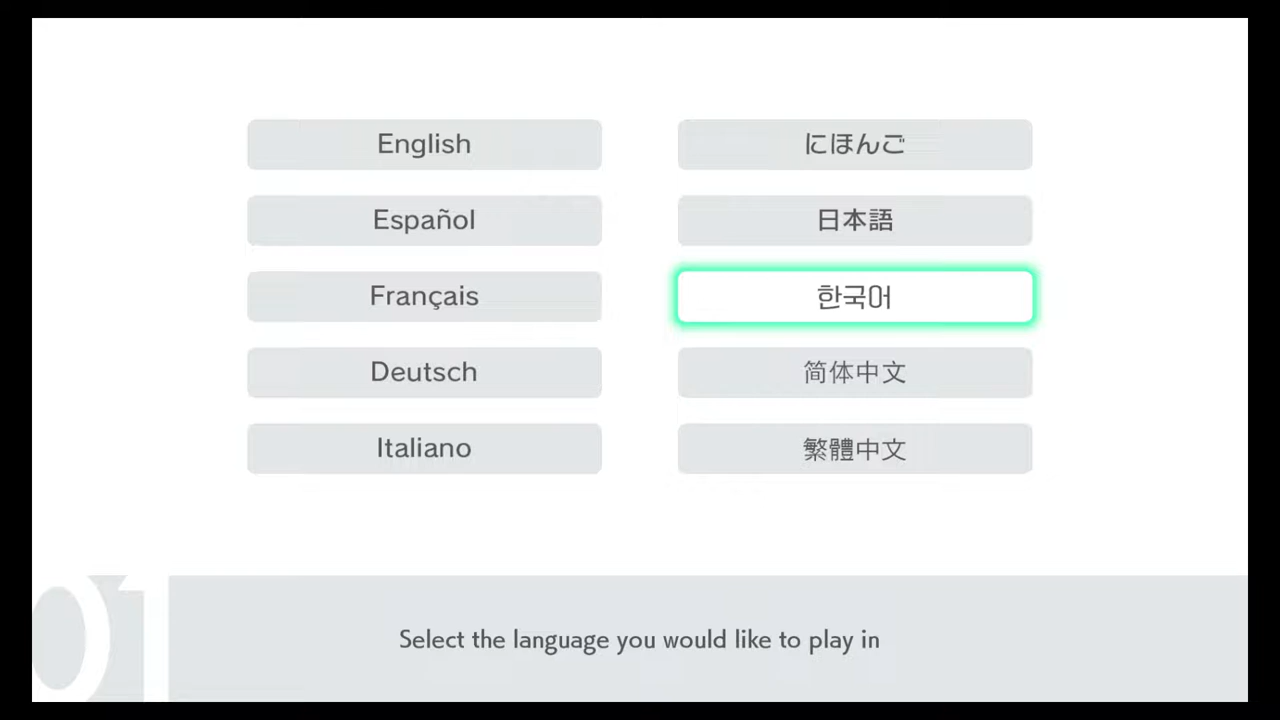 English
Español
Français
Deutsch
Italiano
にほんご
日本語
한국어
简体中文
繁體中文
01
Select the language you would like to play in